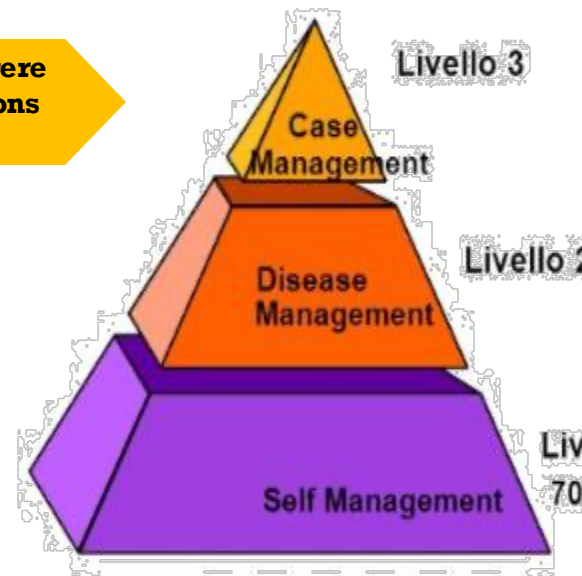 ere
ons
Livello 3
Case
Management
Livello 2
Disease
Management
Liv
70
Self Management